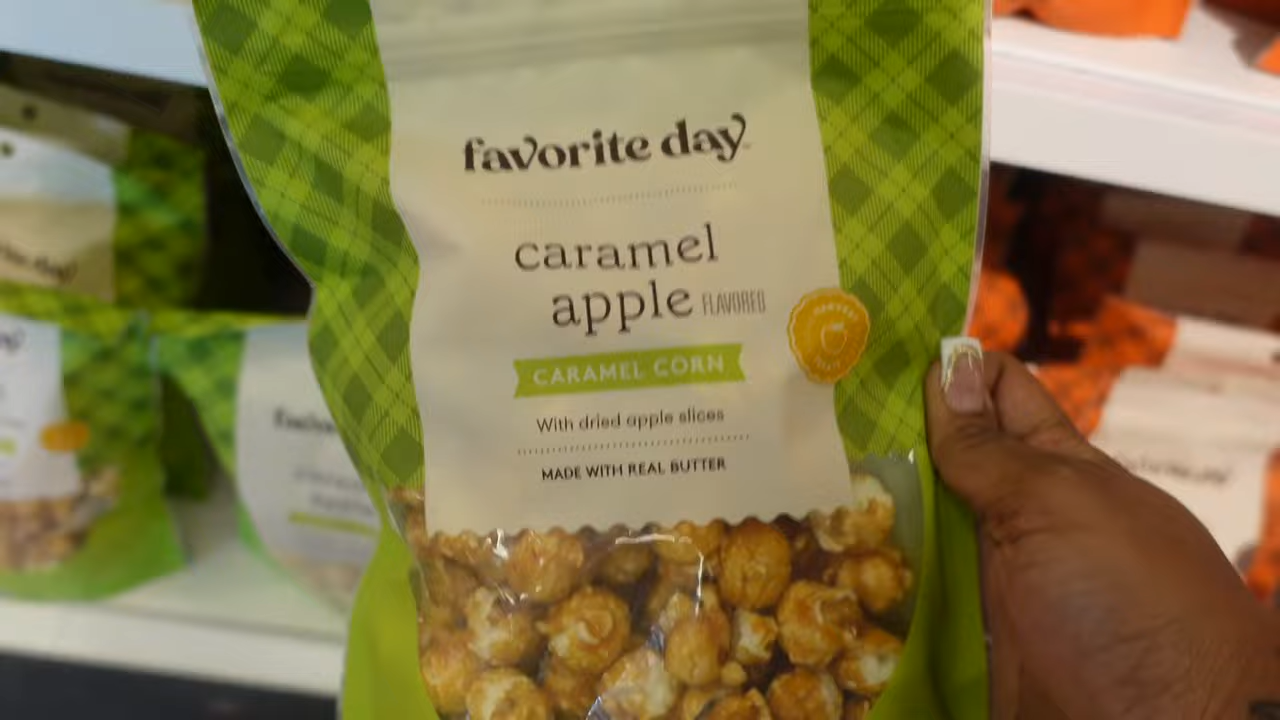 favorite day
caramel
apple FLAVORED
CARAMEL CORN
With dried apple slices
MADE WITH REAL BUTTER